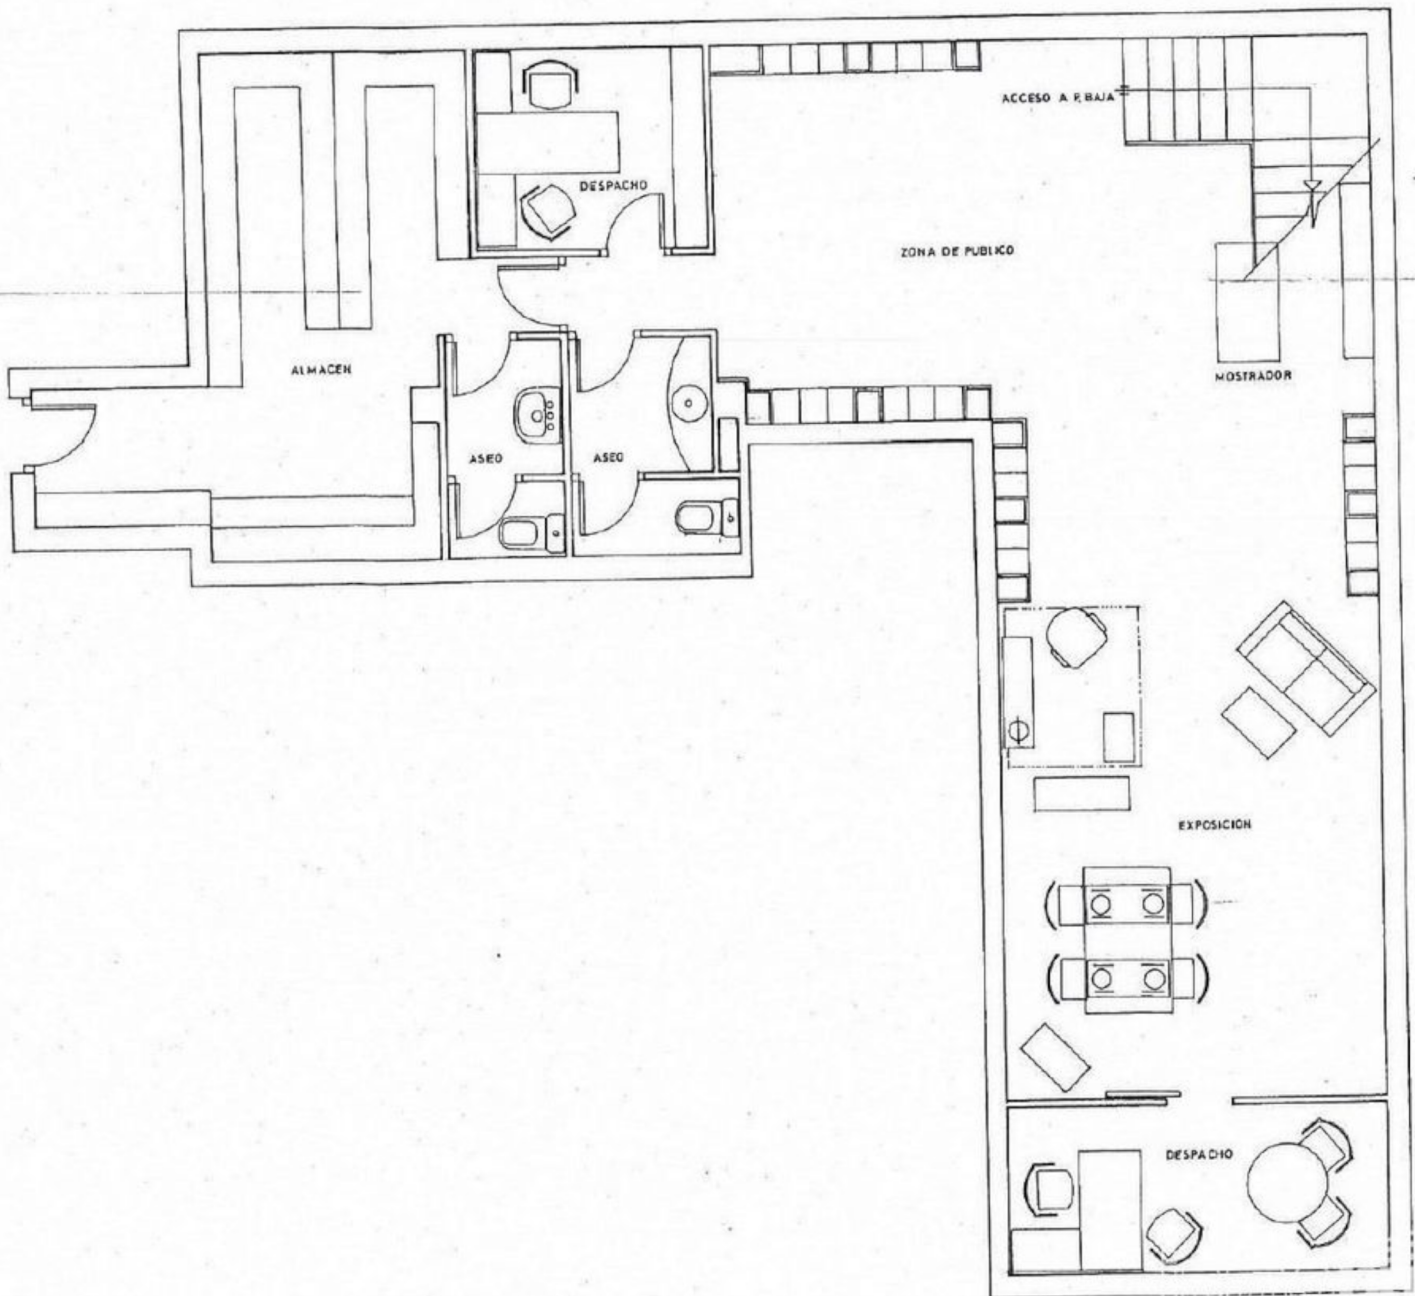 ACCESO A P. BAJA
DESPACHO
ZONA DE PUBLICO
ALMACEN
MOSTRADOR
ASEO
ASEO
EXPOSICION
DESPACHO